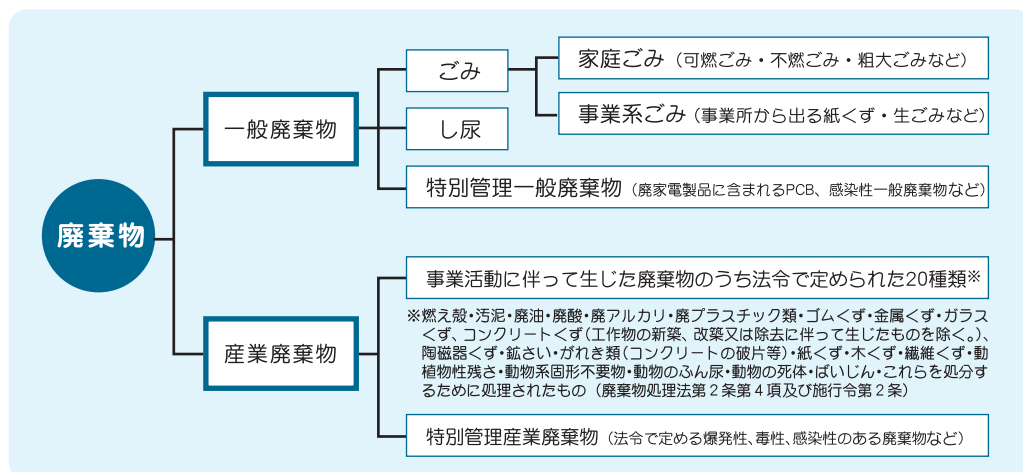 廃棄物
一般廃棄物
ごみ
家庭ごみ（可燃ごみ・不燃ごみ・粗大ごみなど）
事業系ごみ（事業所から出る紙くず・生ごみなど）
し尿
特別管理一般廃棄物（廃家電製品に含まれるPCB、感染性一般廃棄物など）
産業廃棄物
事業活動に伴って生じた廃棄物のうち法令で定められた20種類※
※燃え殻・汚泥・廃油・廃酸・廃アルカリ・廃プラスチック類・ゴムくず・金属くず・ガラス
くず、コンクリートくず（工作物の新築、改築又は除去に伴って生じたものを除く。）、
陶磁器くず・鉱さい・がれき類（コンクリートの破片等）・紙くず・木くず・繊維くず・動
植物性残さ・動物系固形不要物・動物のふん尿・動物の死体・ばいじん・これらを処分す
るために処理されたもの（廃棄物処理法第２条第４項及び施行令第２条）
特別管理産業廃棄物（法令で定める爆発性、毒性、感染性のある廃棄物など）